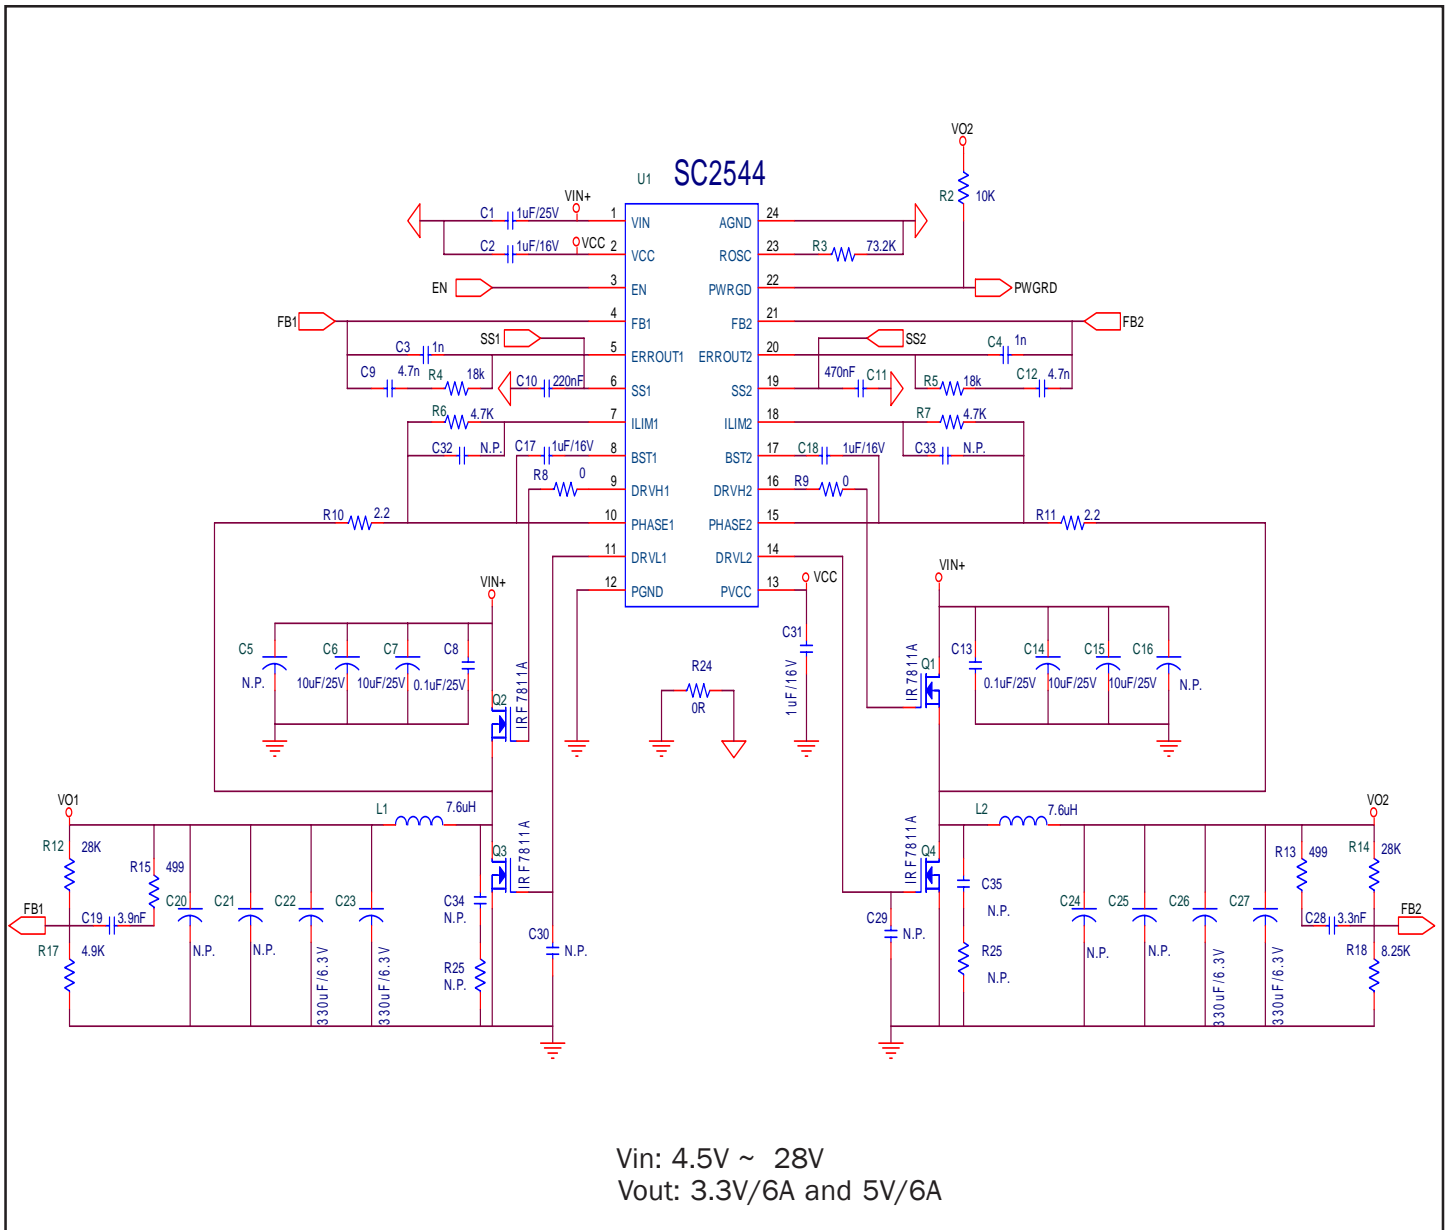 SC2544
U1
VO2
R2 10K
VIN+
C1 1uF/25V
1 VIN
AGND 24
C2 1uF/16V
VCC
2 VCC
ROSC 23
R3 73.2K
EN
3 EN
PWRGD 22
PWGRD
FB1
4 FB1
FB2 21
FB2
SS1
SS2
C3 1n
5 ERROUT1
ERROUT2 20
C4 1n
C9 4.7n
R4 18k
C10 220nF
6 SS1
SS2 19
470nF C11
R5 18k
C12 4.7n
R6 4.7K
7 ILIM1
ILIM2 18
R7 4.7K
C32 N.P.
C17 1uF/16V
8 BST1
BST2 17
C18 1uF/16V
C33 N.P.
R8 0
9 DRVH1
DRVH2 16
R9 0
R10 2.2
10 PHASE1
PHASE2 15
R11 2.2
11 DRVL1
DRVL2 14
12 PGND
PVCC 13
VCC
VIN+
VIN+
C5 N.P.
C6 10uF/25V
C7 10uF/25V
C8 0.1uF/25V
Q2 IRF7811A
R24 0R
C31 1uF/16V
Q1 IR7811A
C13 0.1uF/25V
C14 10uF/25V
C15 10uF/25V
C16 N.P.
VO1
L1 7.6uH
L2 7.6uH
VO2
R12 28K
R15 499
Q3 IRF7811A
Q4 IRF7811A
R13 499
R14 28K
FB1
C19 3.9nF
C20 N.P.
C21 N.P.
C22 330uF/6.3V
C23 330uF/6.3V
C34 N.P.
C30 N.P.
C29 N.P.
C35 N.P.
C24 N.P.
C25 N.P.
C26 330uF/6.3V
C27 330uF/6.3V
C28 3.3nF
FB2
R17 4.9K
R25 N.P.
R25 N.P.
R18 8.25K
Vin: 4.5V ~ 28V
Vout: 3.3V/6A and 5V/6A